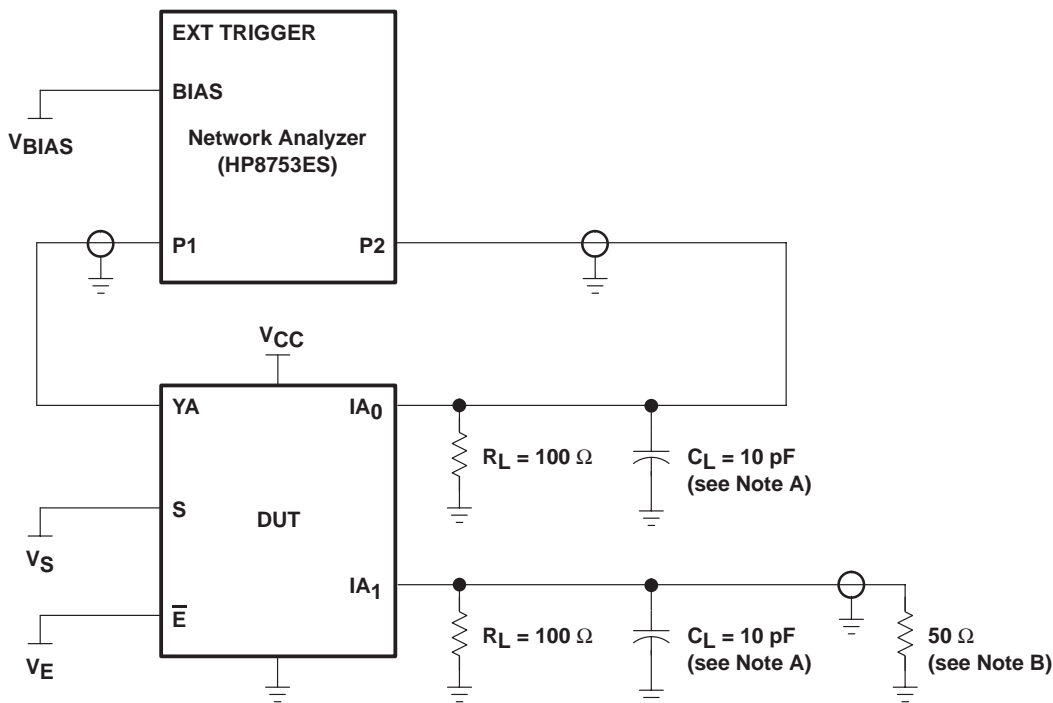 EXT TRIGGER
BIAS
VBIAS
Network Analyzer
(HP8753ES)
P1
P2
VCC
YA
IA0
RL = 100 Ω
CL = 10 pF
(see Note A)
S
DUT
VS
IA1
E̅
VE
RL = 100 Ω
CL = 10 pF
(see Note A)
50 Ω
(see Note B)